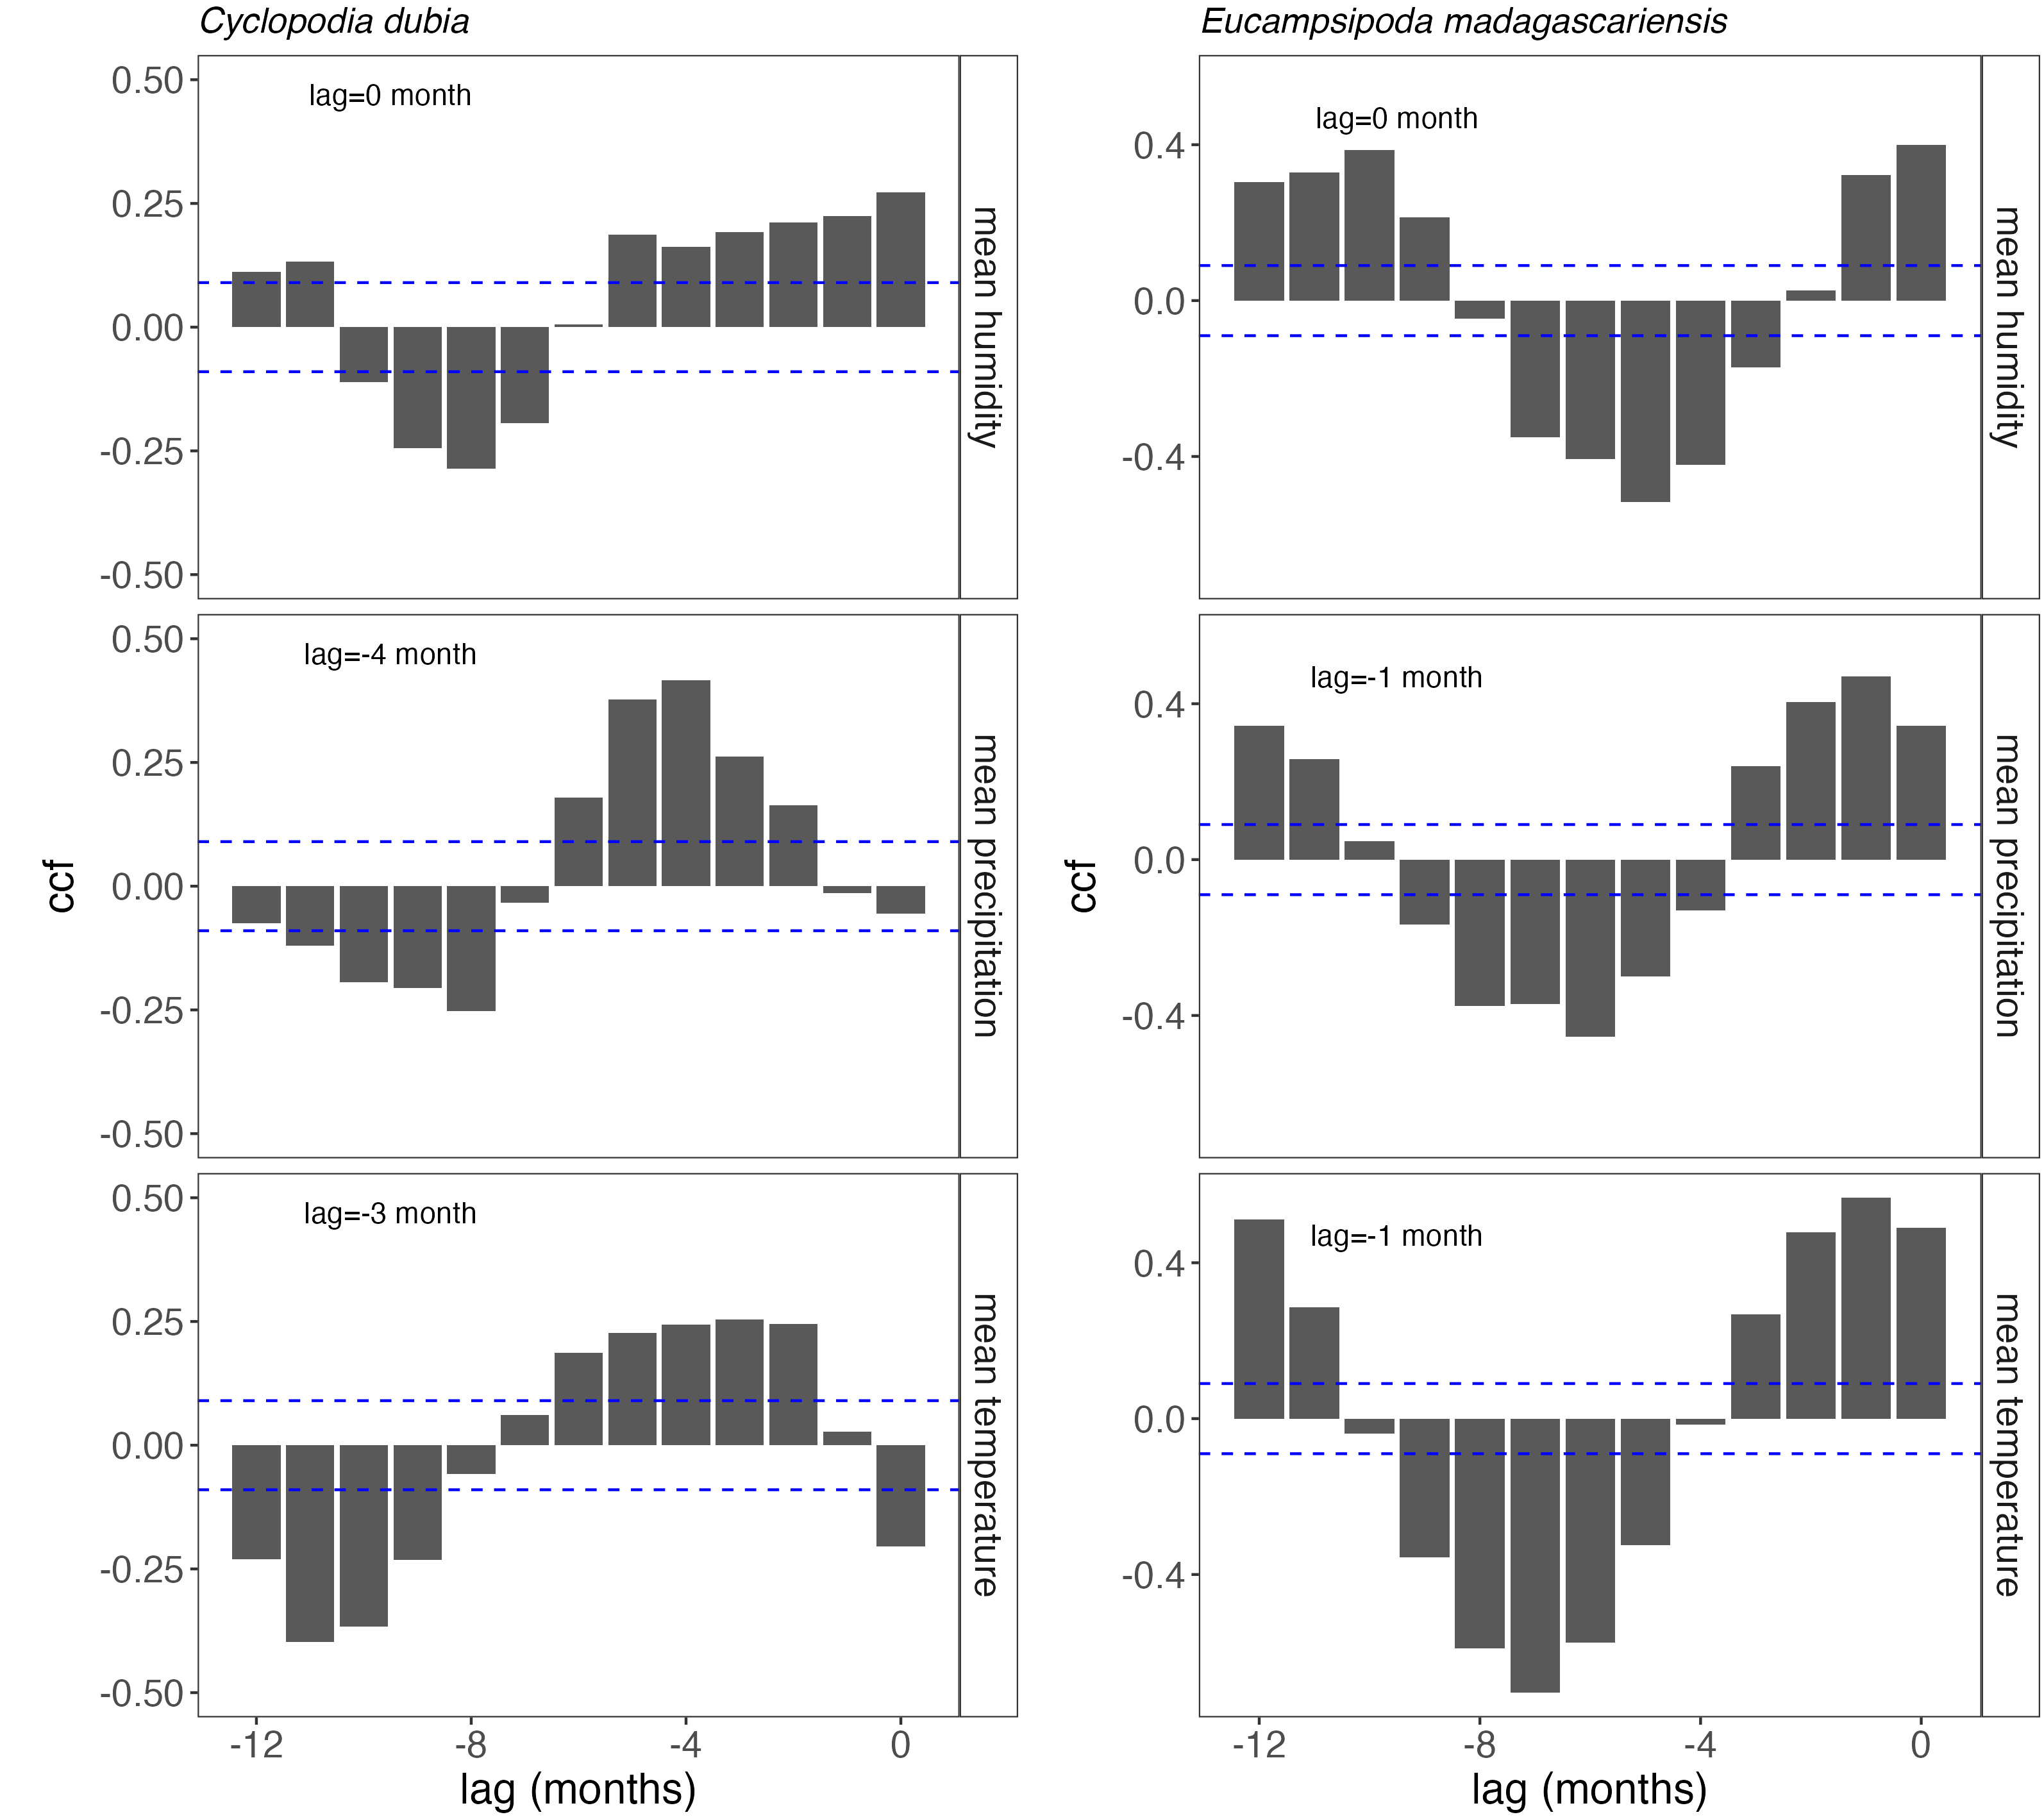 Cyclopodia dubia
0.50
0.25
0.00
-0.25
-0.50
lag=0 month
mean humidity
0.50
0.25
0.00
-0.25
-0.50
lag=-4 month
mean precipitation
0.50
0.25
0.00
-0.25
-0.50
lag=-3 month
mean temperature
ccf
-12 -8 -4 0
lag (months)
Eucampsipoda madagascariensis
0.4
0.0
-0.4
lag=0 month
mean humidity
0.4
0.0
-0.4
lag=-1 month
mean precipitation
0.4
0.0
-0.4
lag=-1 month
mean temperature
ccf
-12 -8 -4 0
lag (months)